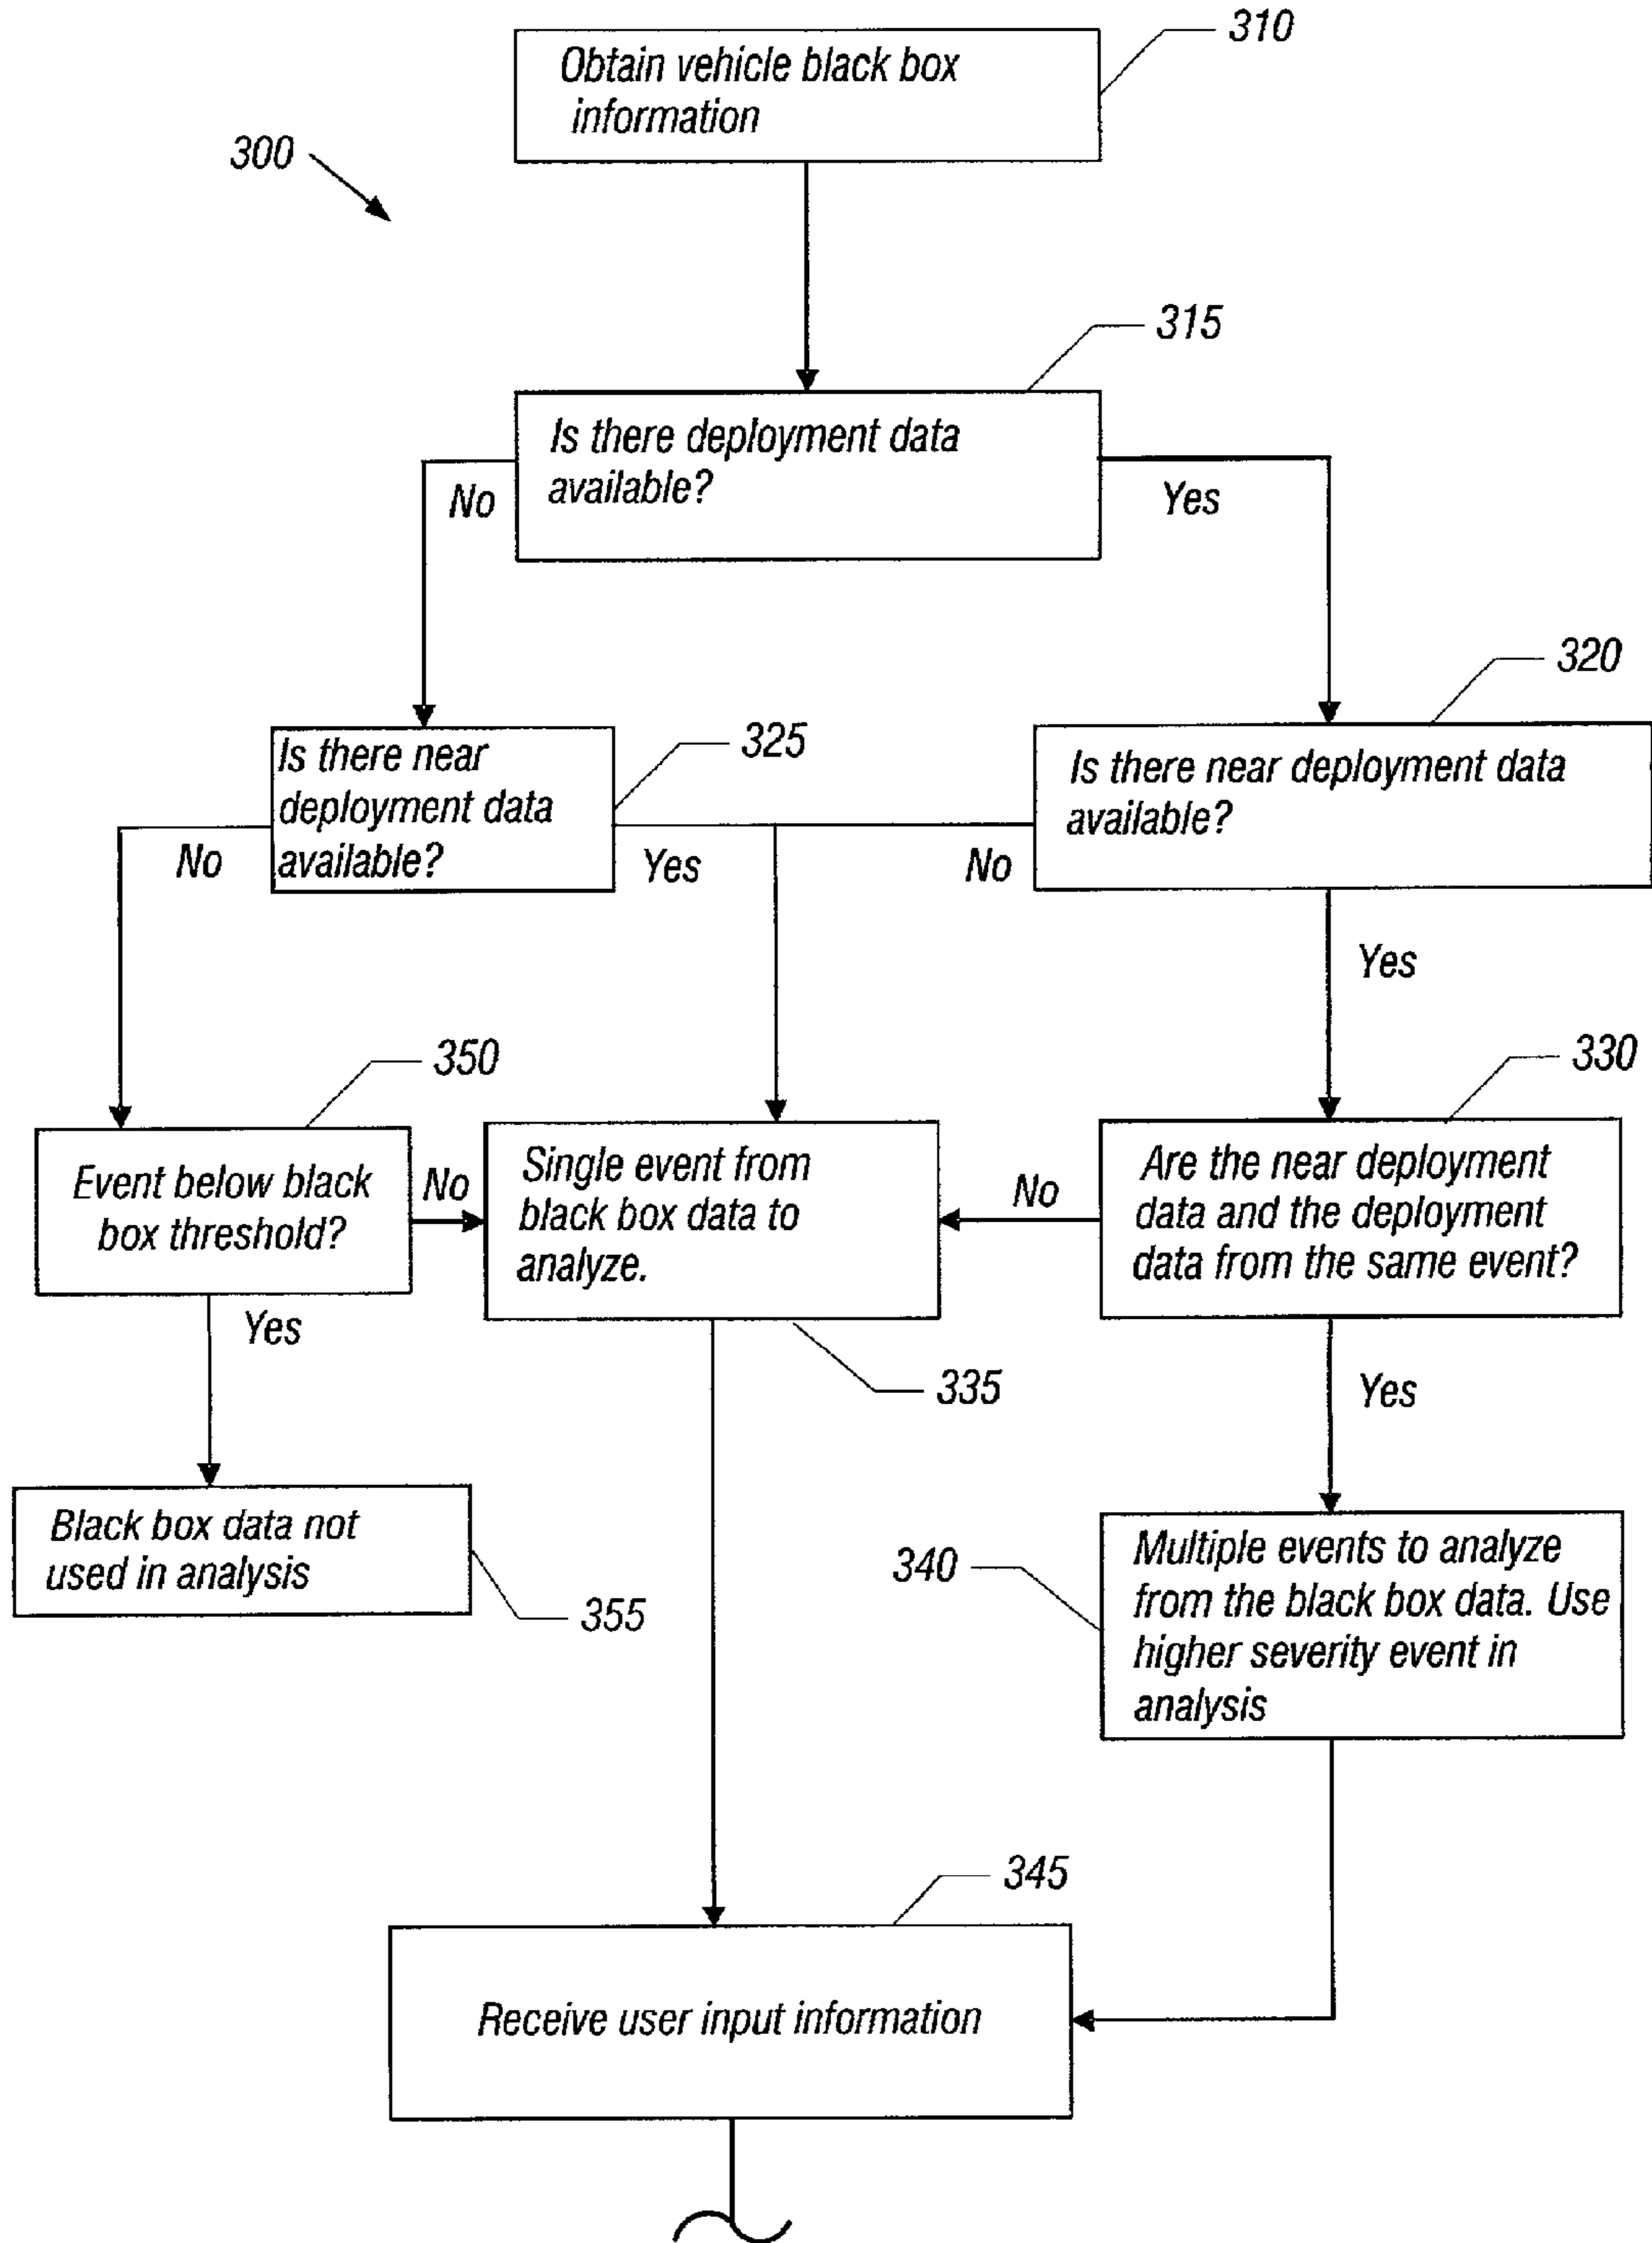 310
Obtain vehicle black box
information
300
315
Is there deployment data
available?
No
Yes
320
325
Is there near
deployment data
available?
Is there near deployment data
available?
No
Yes
No
Yes
350
330
Event below black
box threshold?
No
Single event from
black box data to
analyze.
No
Are the near deployment
data and the deployment
data from the same event?
Yes
335
Yes
Black box data not
used in analysis
355
340
Multiple events to analyze
from the black box data. Use
higher severity event in
analysis
345
Receive user input information